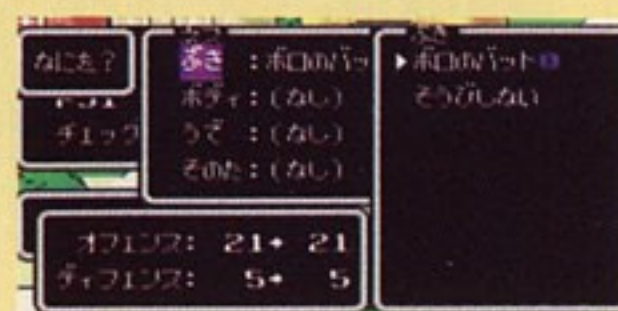 なにを?
チェック
ぶき :ボロのバッ
ボディ:(なし)
うで :(なし)
そのた:(なし)
ぶき
▶ボロのバット
そうびしない
オフェンス: 21→ 21
ディフェンス: 5→ 5